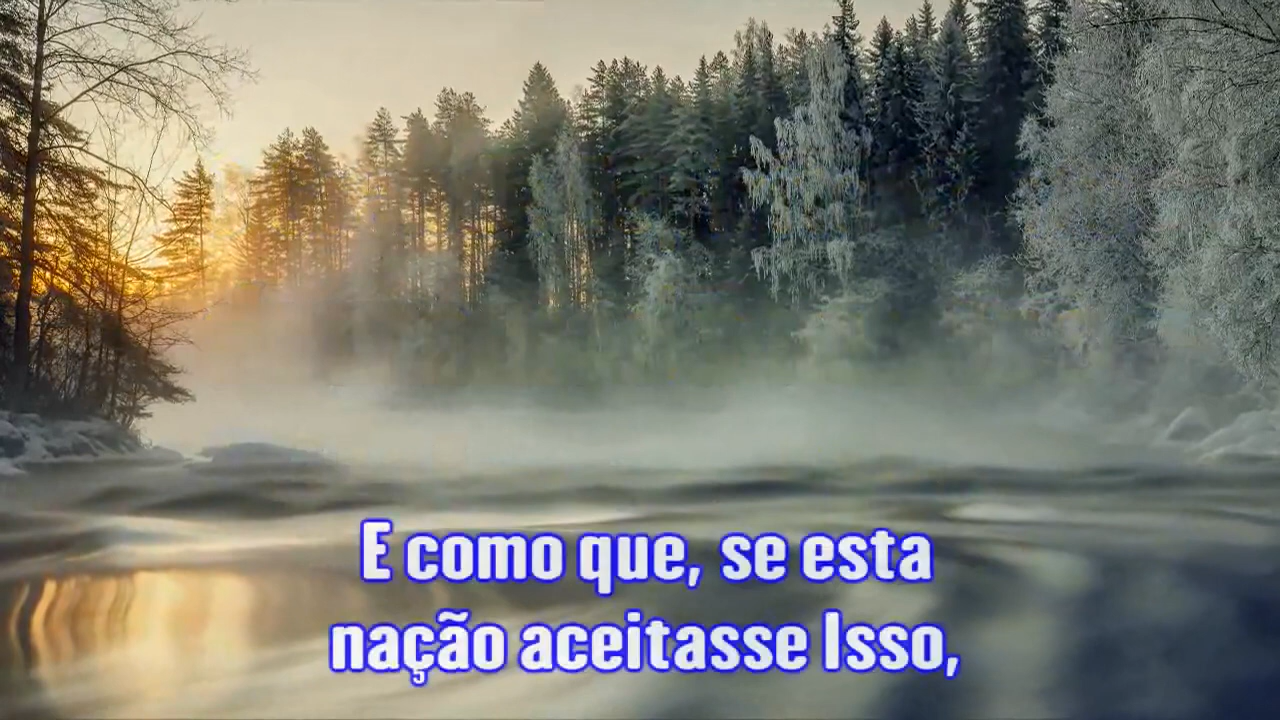 E como que, se esta
nação aceitasse Isso,